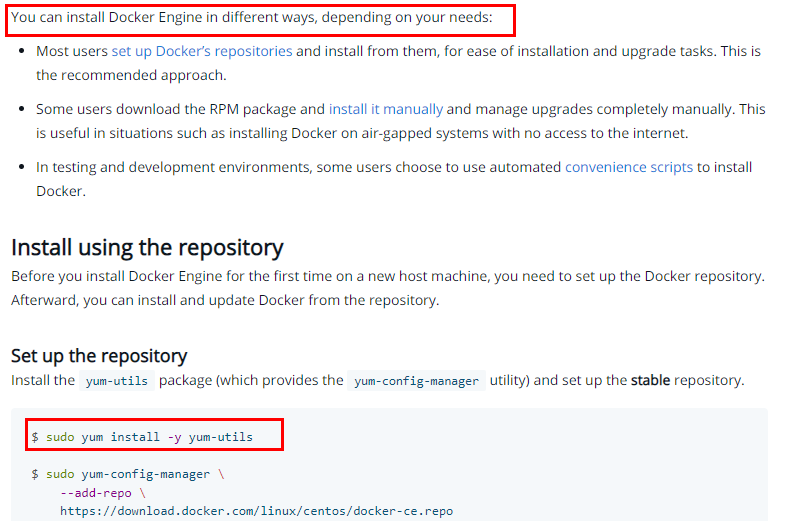 You can install Docker Engine in different ways, depending on your needs:
Most users set up Docker's repositories and install from them, for ease of installation and upgrade tasks. This is
the recommended approach.
Some users download the RPM package and install it manually and manage upgrades completely manually. This
is useful in situations such as installing Docker on air-gapped systems with no access to the internet.
In testing and development environments, some users choose to use automated convenience scripts to install
Docker.
Install using the repository
Before you install Docker Engine for the first time on a new host machine, you need to set up the Docker repository.
Afterward, you can install and update Docker from the repository.
Set up the repository
Install the yum-utils package (which provides the yum-config-manager utility) and set up the stable repository.
$ sudo yum install -y yum-utils
$ sudo yum-config-manager \
--add-repo \
https://download.docker.com/linux/centos/docker-ce.repo